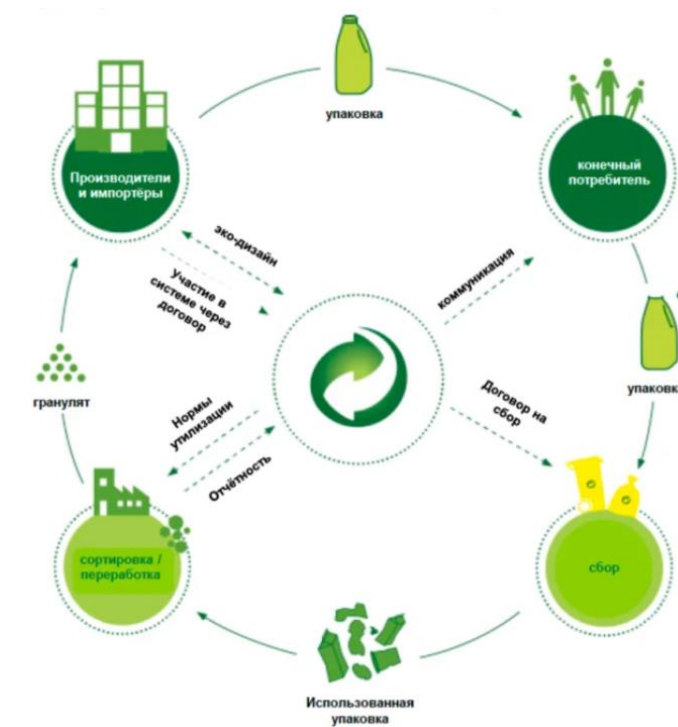 упаковка
Производители
и импортёры
конечный
потребитель
эко-дизайн
Участие в
системе через
договор
коммуникация
упаковк
гранулят
Нормы
утилизации
Отчётность
Договор на
сбор
сортировка /
переработка
сбор
Использованная
упаковка